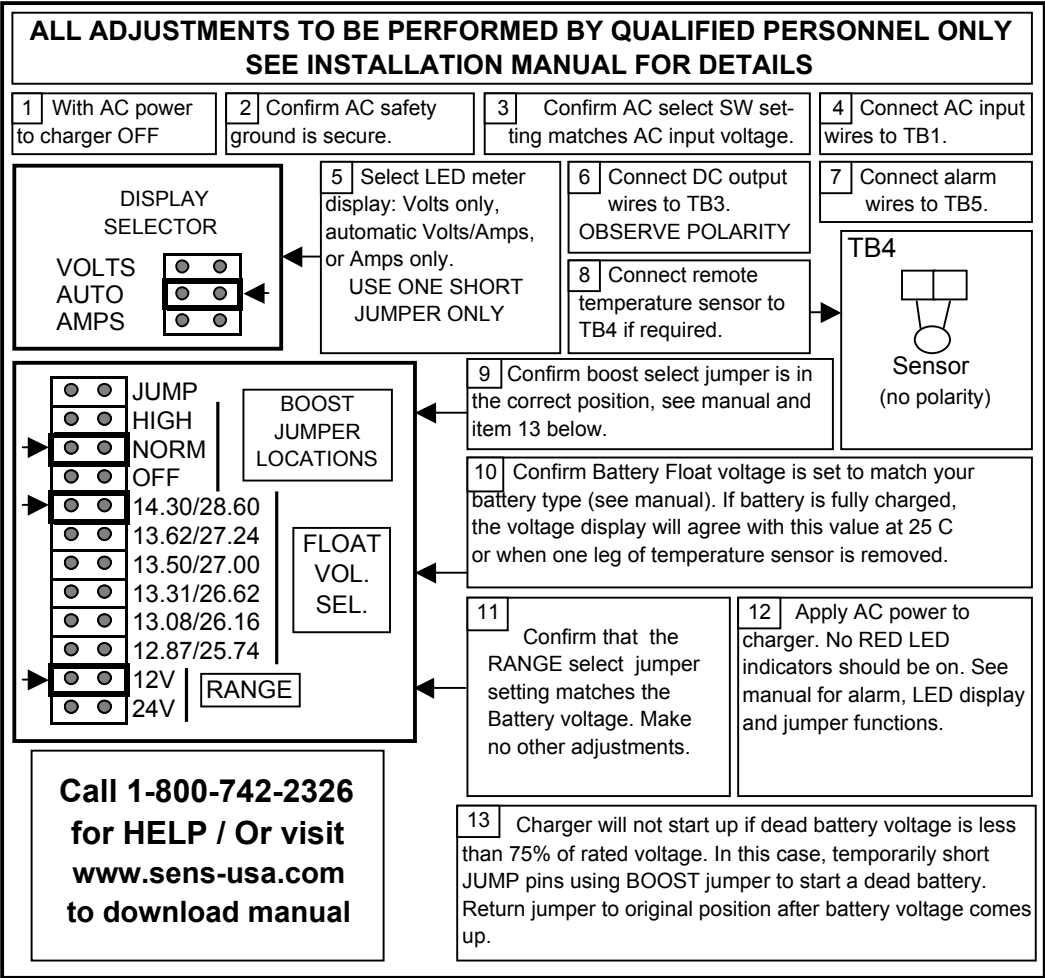 ALL ADJUSTMENTS TO BE PERFORMED BY QUALIFIED PERSONNEL ONLY
SEE INSTALLATION MANUAL FOR DETAILS
1 With AC power
to charger OFF
2 Confirm AC safety
ground is secure.
3 Confirm AC select SW set-
ting matches AC input voltage.
4 Connect AC input
wires to TB1.
DISPLAY
SELECTOR
VOLTS
AUTO
AMPS
5 Select LED meter
display: Volts only,
automatic Volts/Amps,
or Amps only.
USE ONE SHORT
JUMPER ONLY
6 Connect DC output
wires to TB3.
OBSERVE POLARITY
7 Connect alarm
wires to TB5.
8 Connect remote
temperature sensor to
TB4 if required.
TB4
Sensor
(no polarity)
JUMP
HIGH
NORM
OFF
BOOST
JUMPER
LOCATIONS
14.30/28.60
13.62/27.24
13.50/27.00
13.31/26.62
13.08/26.16
12.87/25.74
FLOAT
VOL.
SEL.
12V
24V
RANGE
9 Confirm boost select jumper is in
the correct position, see manual and
item 13 below.
10 Confirm Battery Float voltage is set to match your
battery type (see manual). If battery is fully charged,
the voltage display will agree with this value at 25 C
or when one leg of temperature sensor is removed.
11
Confirm that the
RANGE select jumper
setting matches the
Battery voltage. Make
no other adjustments.
12 Apply AC power to
charger. No RED LED
indicators should be on. See
manual for alarm, LED display
and jumper functions.
Call 1-800-742-2326
for HELP / Or visit
www.sens-usa.com
to download manual
13 Charger will not start up if dead battery voltage is less
than 75% of rated voltage. In this case, temporarily short
JUMP pins using BOOST jumper to start a dead battery.
Return jumper to original position after battery voltage comes
up.